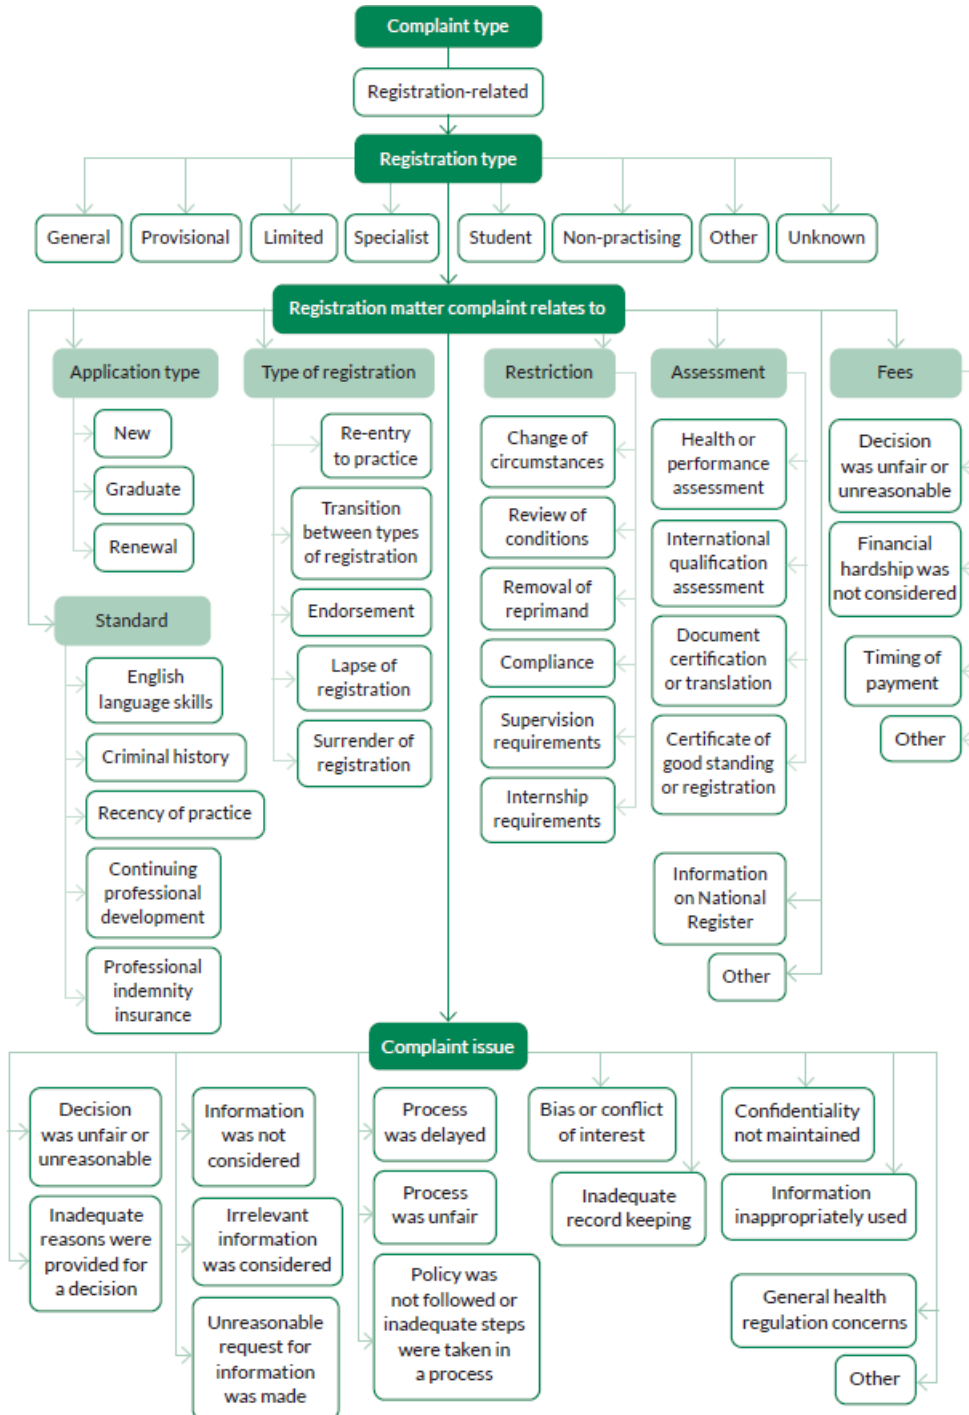 Complaint type
Registration-related
Registration type
General
Provisional
Limited
Specialist
Student
Non-practising
Other
Unknown
Registration matter complaint relates to
Application type
New
Graduate
Renewal
Standard
English
language skills
Criminal history
Recency of practice
Continuing
professional
development
Professional
indemnity
insurance
Type of registration
Re-entry
to practice
Transition
between types
of registration
Endorsement
Lapse of
registration
Surrender of
registration
Restriction
Change of
circumstances
Review of
conditions
Removal of
reprimand
Compliance
Supervision
requirements
Internship
requirements
Assessment
Health or
performance
assessment
International
qualification
assessment
Document
certification
or translation
Certificate of
good standing
or registration
Information
on National
Register
Other
Fees
Decision
was unfair or
unreasonable
Financial
hardship was
not considered
Timing of
payment
Other
Complaint issue
Decision
was unfair or
unreasonable
Inadequate
reasons were
provided for
a decision
Information
was not
considered
Irrelevant
information
was considered
Unreasonable
request for
information
was made
Process
was delayed
Process
was unfair
Policy was
not followed or
inadequate steps
were taken in
a process
Bias or conflict
of interest
Inadequate
record keeping
Confidentiality
not maintained
Information
inappropriately used
General health
regulation concerns
Other